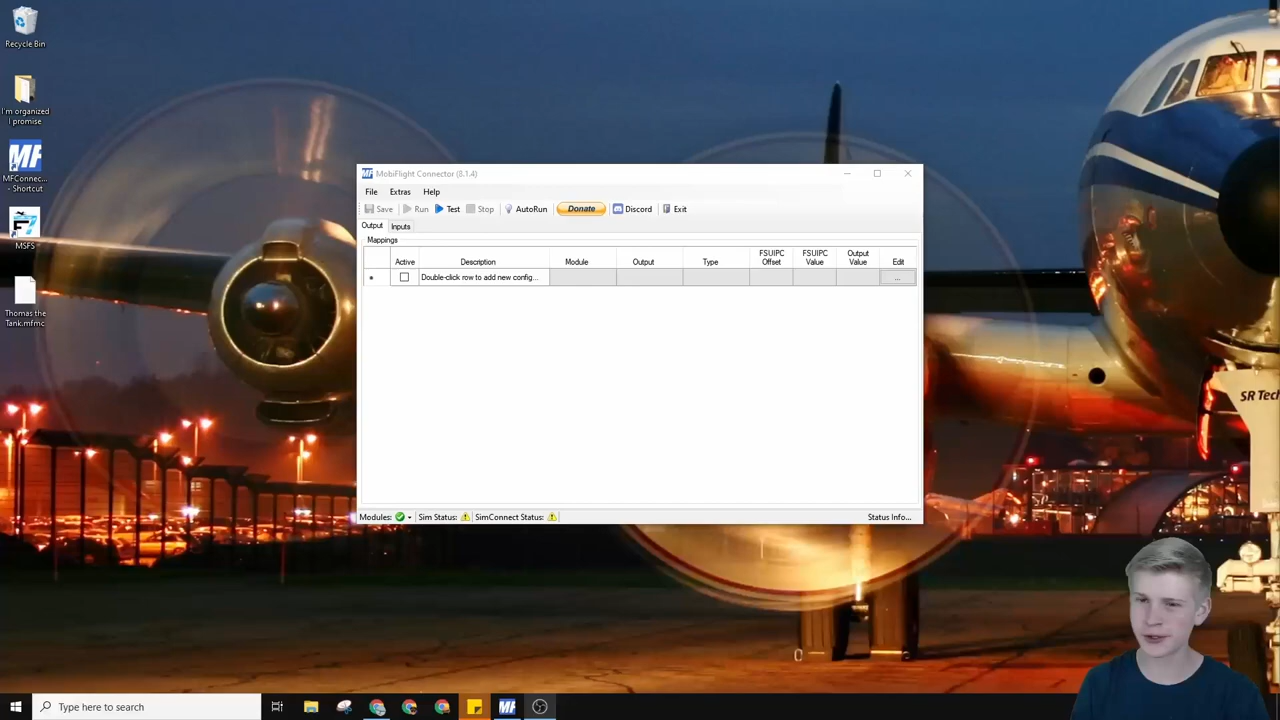 Recycle Bin
I'm organized
I promise
MF
MFConnec...
- Shortcut
MSFS
Thomas the
Tank.mfmc
MF MobiFlight Connector (8.1.4)
File Extras Help
Save Run Test Stop AutoRun Donate Discord Exit
Output Inputs
Mappings
Active Description Module Output Type FSUIPC Offset FSUIPC Value Output Value Edit
Double-click row to add new config... ...
Modules: Sim Status: SimConnect Status: Status Info...
SR Tech
Type here to search
MF